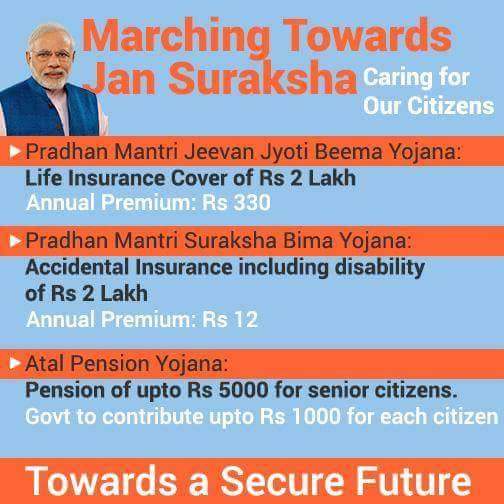 Marching Towards
Jan Suraksha Caring for
Our Citizens
Pradhan Mantri Jeevan Jyoti Beema Yojana:
Life Insurance Cover of Rs 2 Lakh
Annual Premium: Rs 330
Pradhan Mantri Suraksha Bima Yojana:
Accidental Insurance including disability
of Rs 2 Lakh
Annual Premium: Rs 12
Atal Pension Yojana:
Pension of upto Rs 5000 for senior citizens.
Govt to contribute upto Rs 1000 for each citizen
Towards a Secure Future